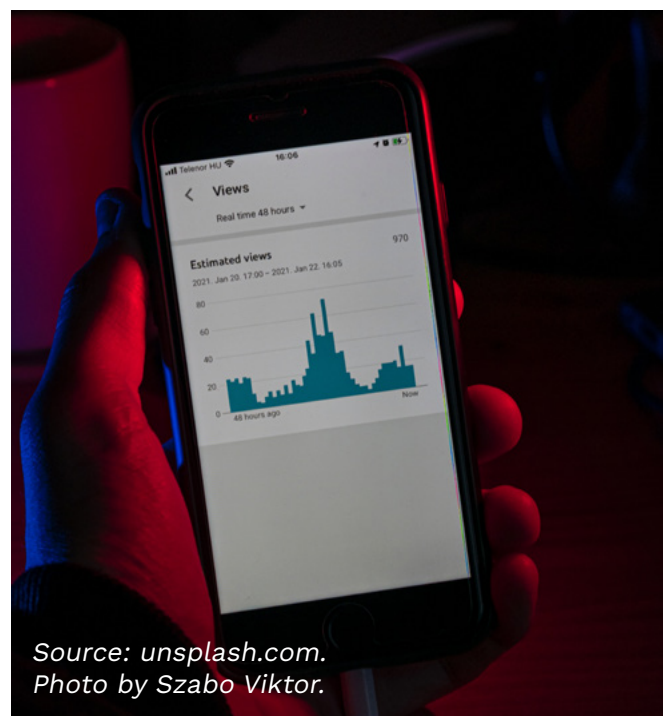 Telenor HU 16:06
Views
Real time 48 hours
Estimated views 970
2021. Jan 20. 17:00 – 2021. Jan 22. 16:05
80
60
40
20
0
48 hours ago Now
Source: unsplash.com.
Photo by Szabo Viktor.